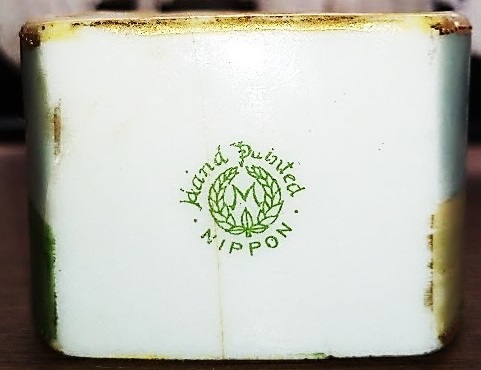 Hand Painted
M
· NIPPON ·